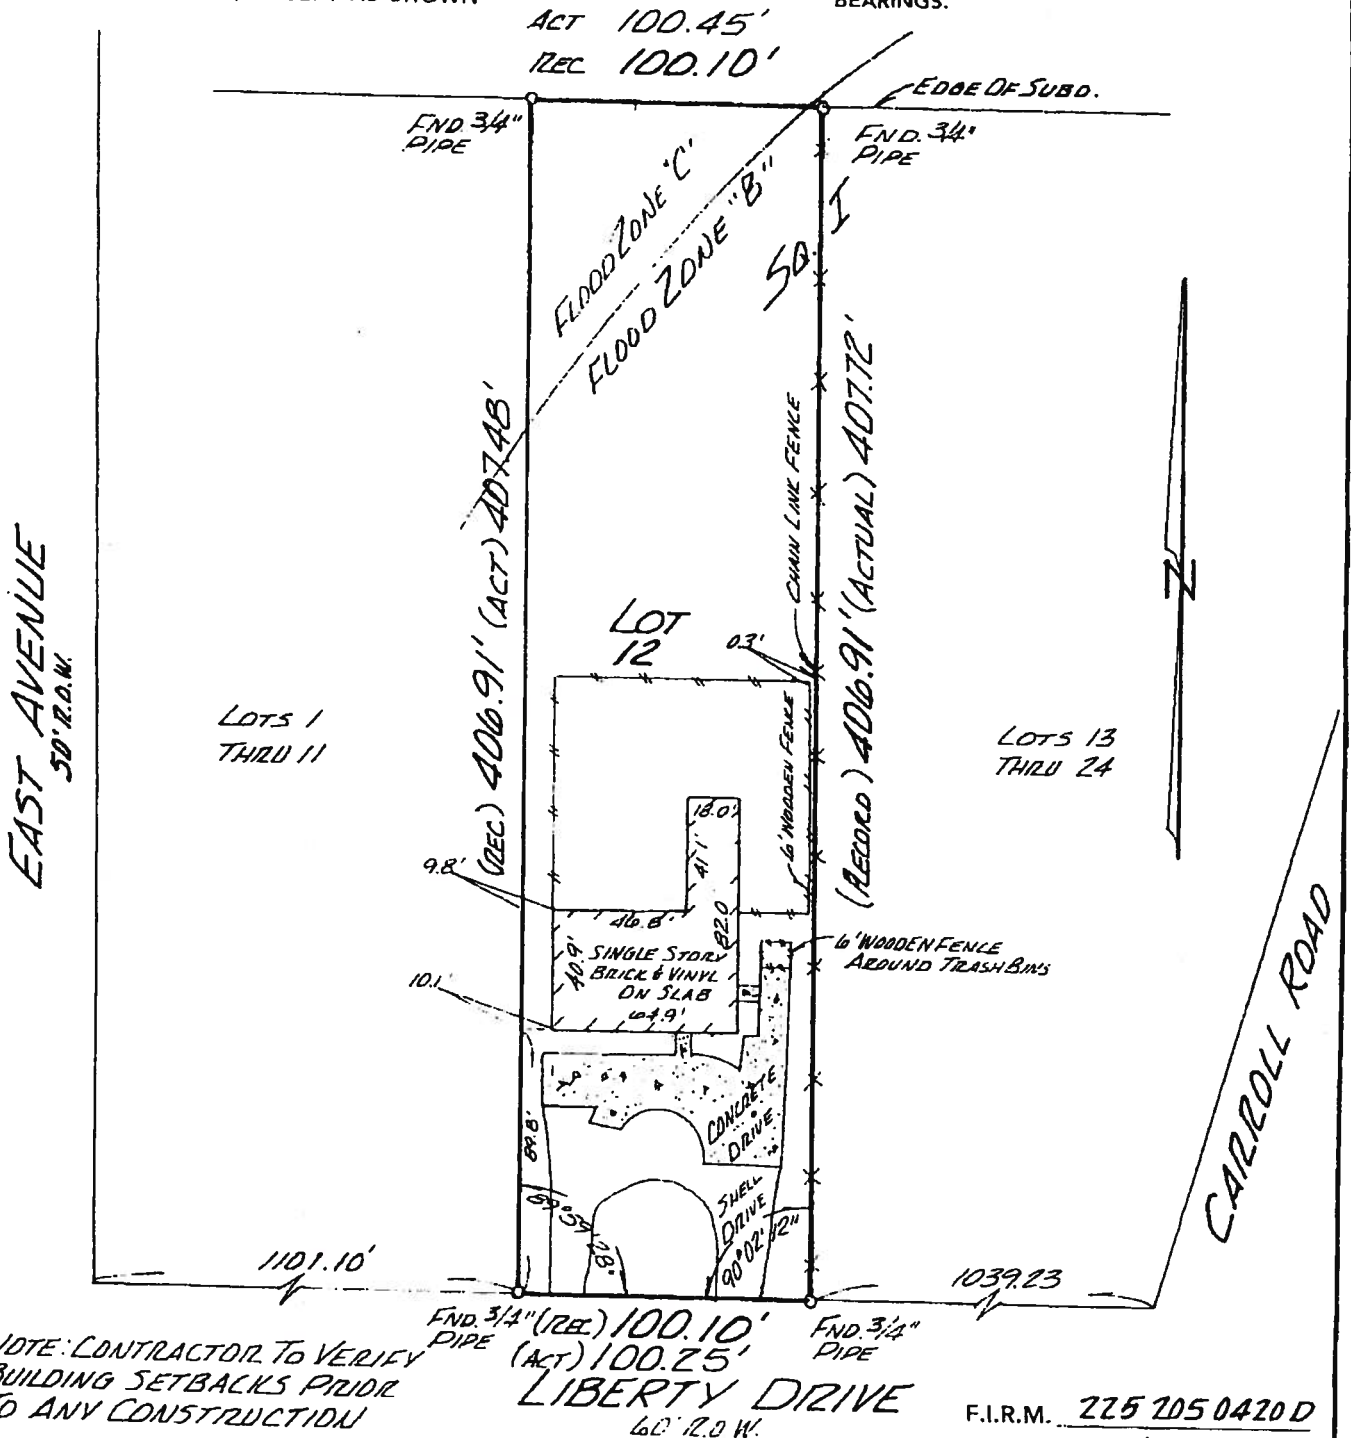 BEARINGS.
ACT 100.45'
REC 100.10'
EDGE OF SUBD.
FND. 3/4"
PIPE
FND. 3/4"
PIPE
FLOOD ZONE 'C'
FLOOD ZONE "B"
SQ. I
(REC) 406.91' (ACT) 407.48'
(RECORD) 406.91' (ACTUAL) 407.72'
CHAIN LINK FENCE
EAST AVENUE
50' R.O.W.
LOT
12
0.3'
Z
LOTS 1
THRU 11
LOTS 13
THRU 24
6' WOODEN FENCE
18.0'
41.1'
9.8'
46.8'
82.0
40.9'
SINGLE STORY
BRICK & VINYL
ON SLAB
64.9'
10.1'
6' WOODEN FENCE
AROUND TRASH BINS
CARROLL ROAD
CONCRETE
DRIVE
89.8'
SHELL
DRIVE
89°59'28"
90°02'12"
1101.10'
1039.23
FND. 3/4"
PIPE
(REC) 100.10'
(ACT) 100.25'
FND. 3/4"
PIPE
LIBERTY DRIVE
60' R.O.W.
NOTE: CONTRACTOR TO VERIFY
BUILDING SETBACKS PRIOR
TO ANY CONSTRUCTION
F.I.R.M. 225 205 0420 D